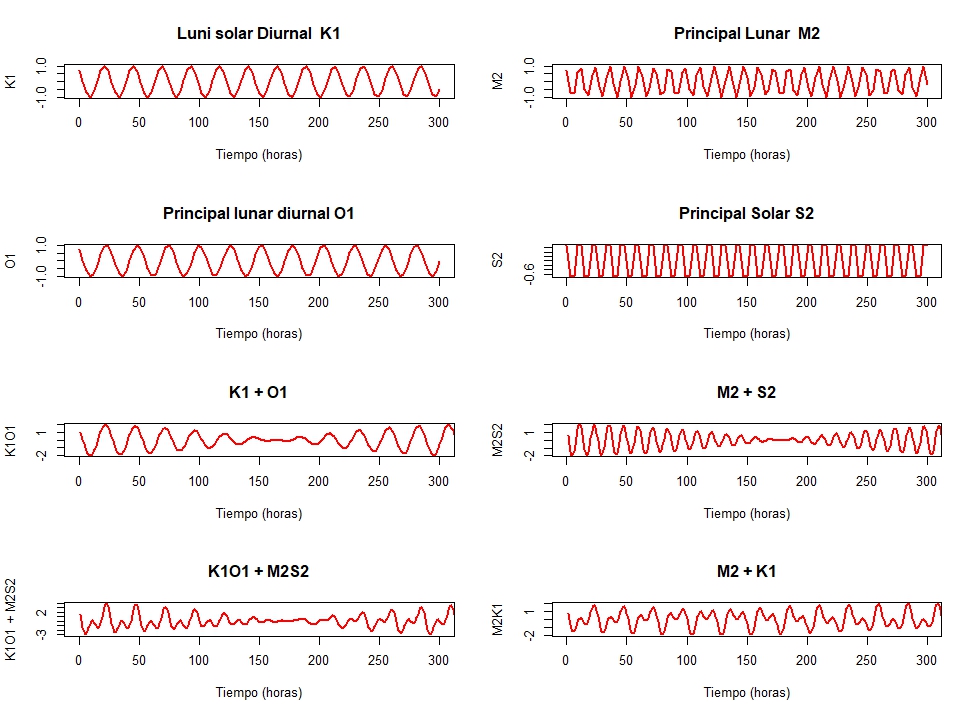 Luni solar Diurnal K1
K1
-1.0 1.0
0 50 100 150 200 250 300
Tiempo (horas)
Principal Lunar M2
M2
-1.0 1.0
0 50 100 150 200 250 300
Tiempo (horas)
Principal lunar diurnal O1
O1
-1.0 1.0
0 50 100 150 200 250 300
Tiempo (horas)
Principal Solar S2
S2
-0.6
0 50 100 150 200 250 300
Tiempo (horas)
K1 + O1
K1O1
-2 1
0 50 100 150 200 250 300
Tiempo (horas)
M2 + S2
M2S2
-2 1
0 50 100 150 200 250 300
Tiempo (horas)
K1O1 + M2S2
K1O1 + M2S2
-3 2
0 50 100 150 200 250 300
Tiempo (horas)
M2 + K1
M2K1
-2 1
0 50 100 150 200 250 300
Tiempo (horas)